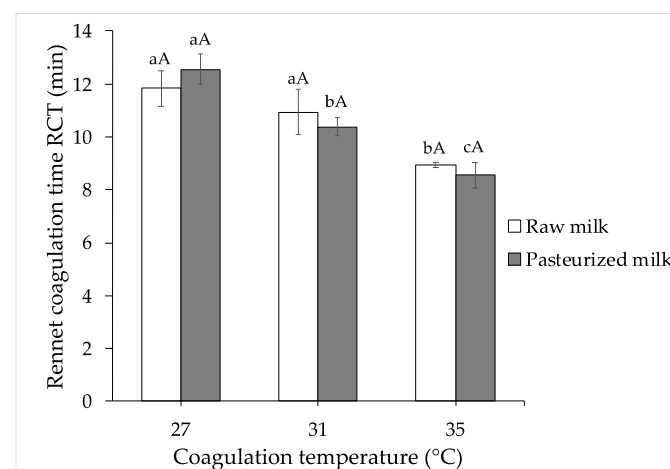 Rennet coagulation time RCT (min)
14
12
10
8
6
4
2
0
aA
aA
aA
bA
bA
cA
Raw milk
Pasteurized milk
27
31
35
Coagulation temperature (°C)